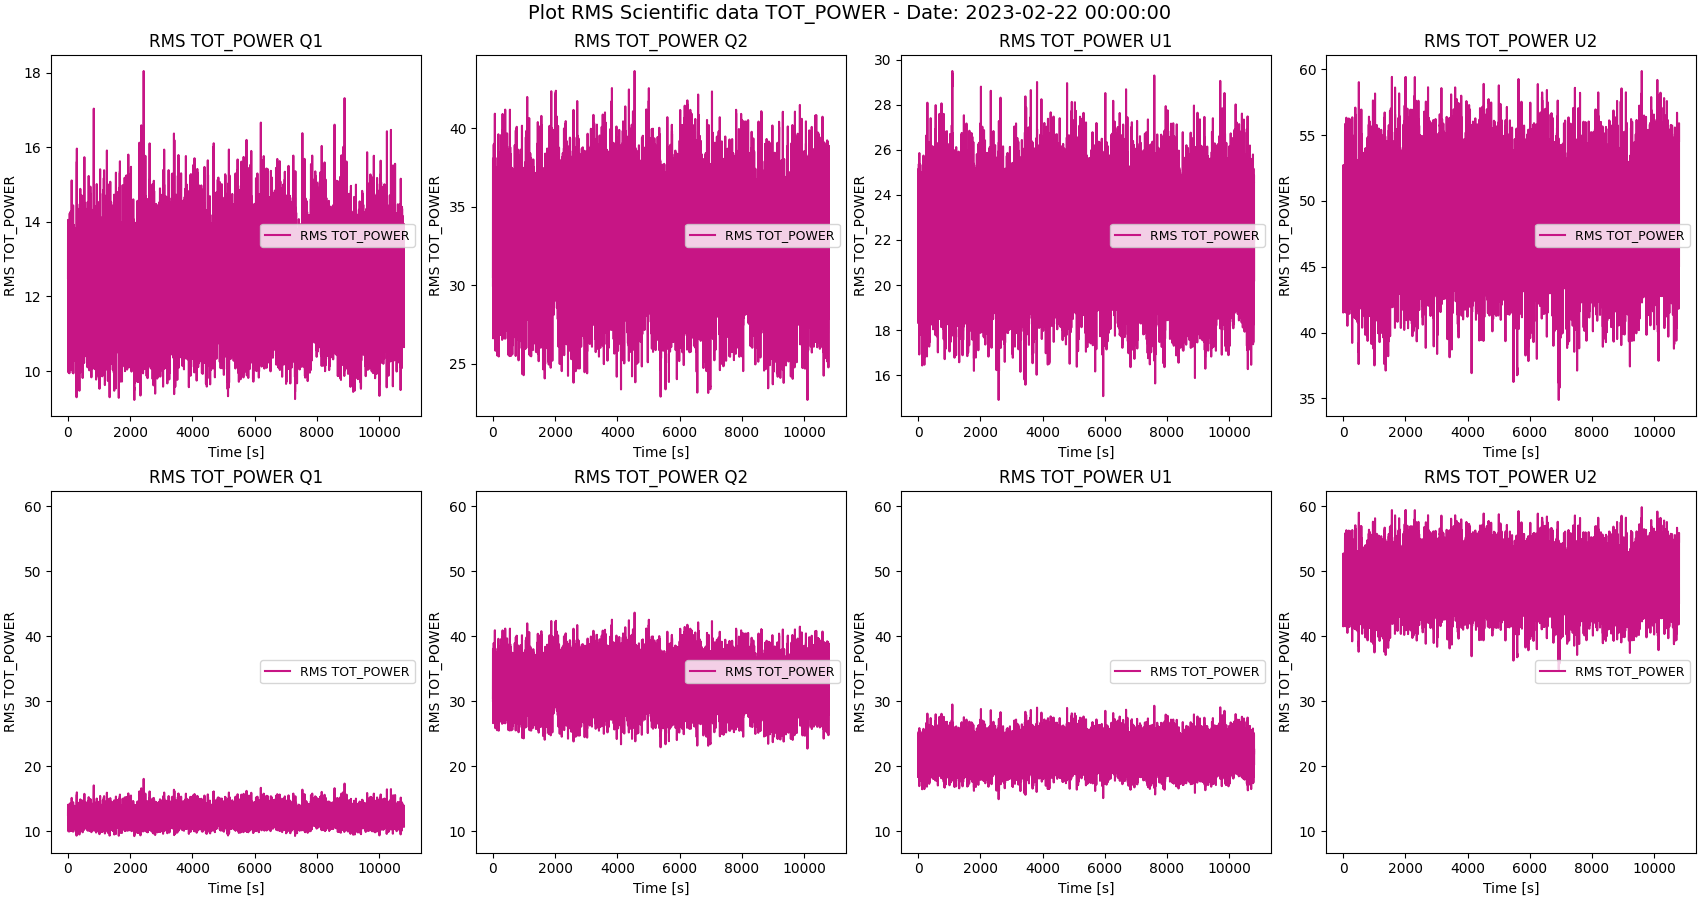 Plot RMS Scientific data TOT_POWER - Date: 2023-02-22 00:00:00
RMS TOT_POWER Q1
RMS TOT_POWER
18
16
14
12
10
RMS TOT_POWER
0 2000 4000 6000 8000 10000
Time [s]
RMS TOT_POWER Q2
RMS TOT_POWER
40
35
30
25
RMS TOT_POWER
0 2000 4000 6000 8000 10000
Time [s]
RMS TOT_POWER U1
RMS TOT_POWER
30
28
26
24
22
20
18
16
RMS TOT_POWER
0 2000 4000 6000 8000 10000
Time [s]
RMS TOT_POWER U2
RMS TOT_POWER
60
55
50
45
40
35
RMS TOT_POWER
0 2000 4000 6000 8000 10000
Time [s]
RMS TOT_POWER Q1
RMS TOT_POWER
60
50
40
30
20
10
RMS TOT_POWER
0 2000 4000 6000 8000 10000
Time [s]
RMS TOT_POWER Q2
RMS TOT_POWER
60
50
40
30
20
10
RMS TOT_POWER
0 2000 4000 6000 8000 10000
Time [s]
RMS TOT_POWER U1
RMS TOT_POWER
60
50
40
30
20
10
RMS TOT_POWER
0 2000 4000 6000 8000 10000
Time [s]
RMS TOT_POWER U2
RMS TOT_POWER
60
50
40
30
20
10
RMS TOT_POWER
0 2000 4000 6000 8000 10000
Time [s]